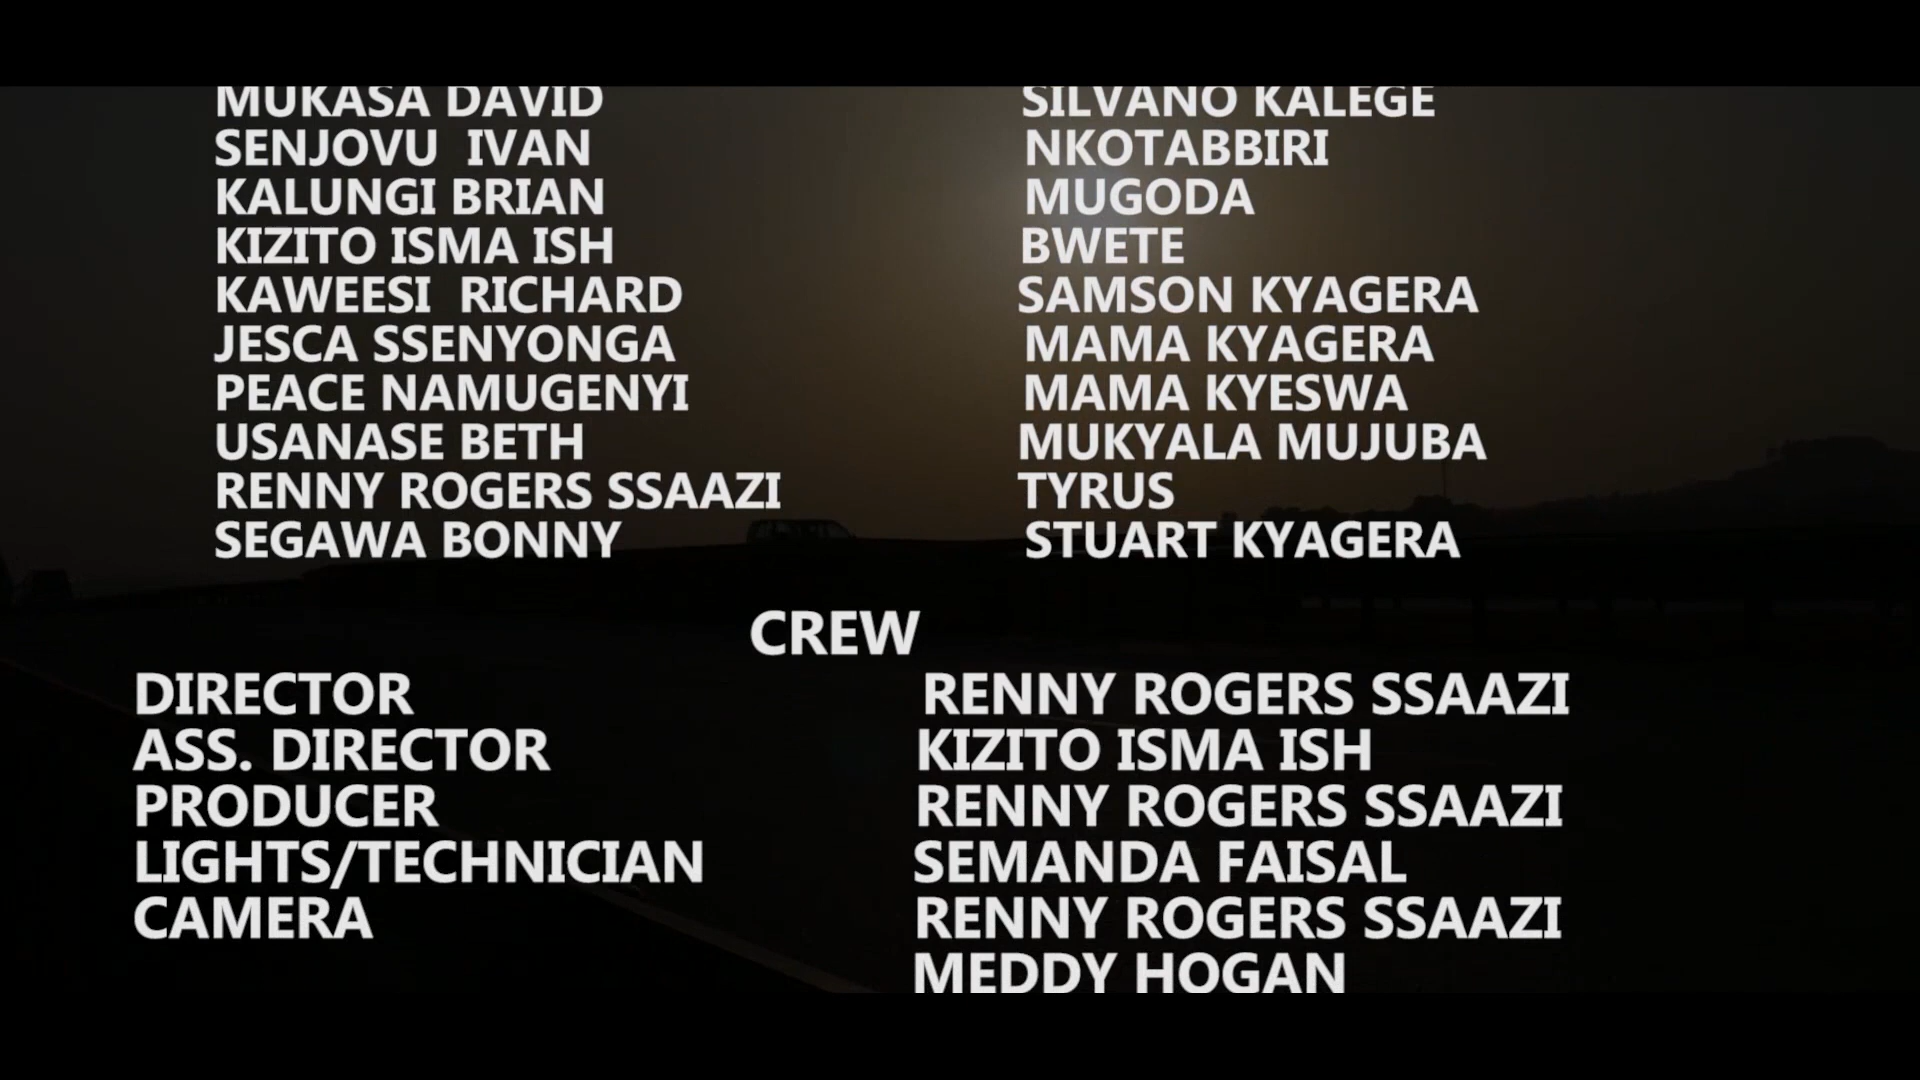 MUKASA DAVID SILVANO KALEGE
SENJOVU IVAN NKOTABBIRI
KALUNGI BRIAN MUGODA
KIZITO ISMA ISH BWETE
KAWEESI RICHARD SAMSON KYAGERA
JESCA SSENYONGA MAMA KYAGERA
PEACE NAMUGENYI MAMA KYESWA
USANASE BETH MUKYALA MUJUBA
RENNY ROGERS SSAAZI TYRUS
SEGAWA BONNY STUART KYAGERA
CREW
DIRECTOR RENNY ROGERS SSAAZI
ASS. DIRECTOR KIZITO ISMA ISH
PRODUCER RENNY ROGERS SSAAZI
LIGHTS/TECHNICIAN SEMANDA FAISAL
CAMERA RENNY ROGERS SSAAZI
MEDDY HOGAN